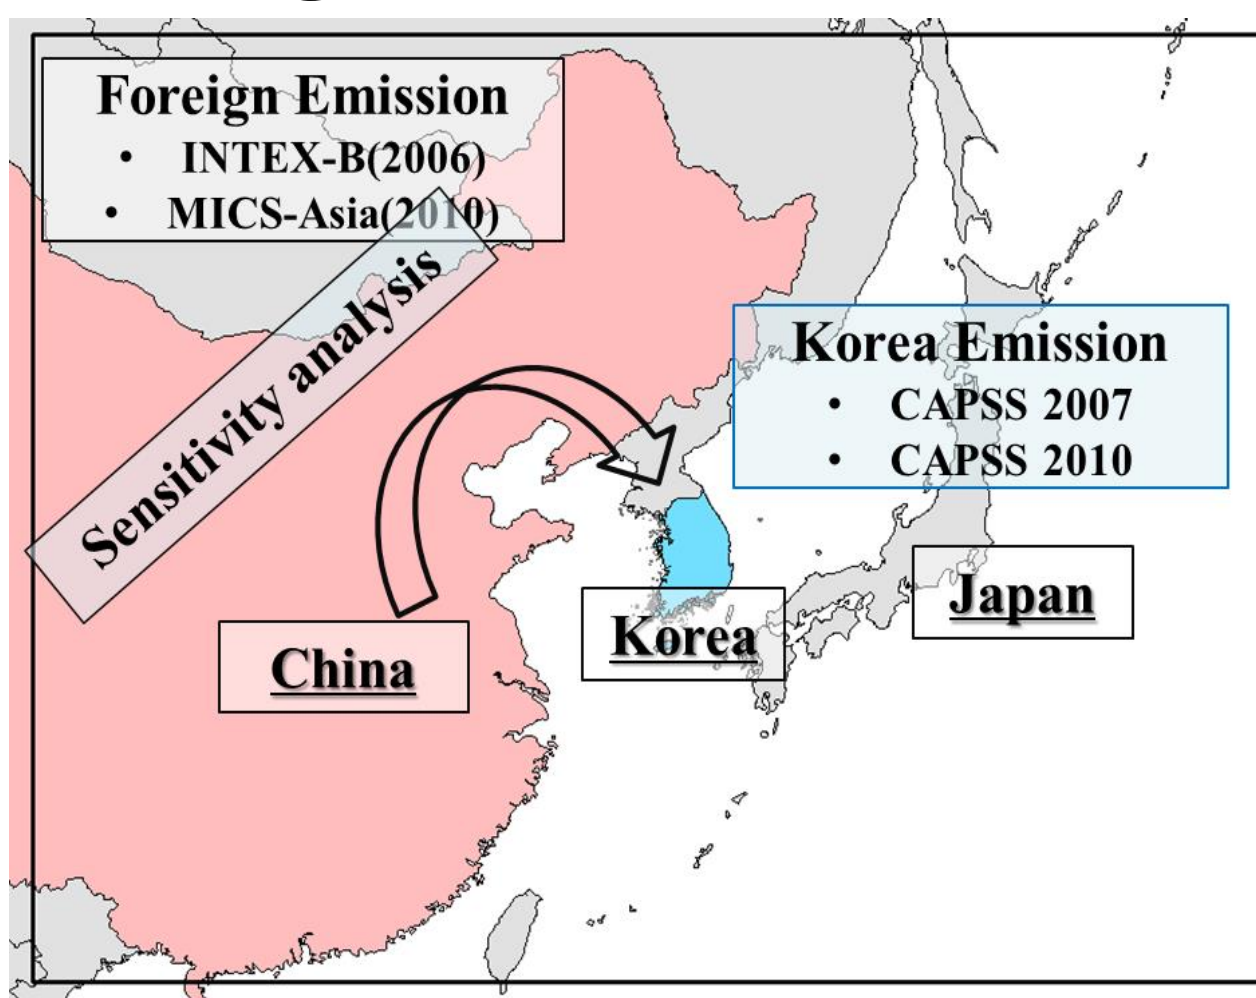 Foreign Emission
• INTEX-B(2006)
• MICS-Asia(2010)
Sensitivity analysis
Korea Emission
• CAPSS 2007
• CAPSS 2010
Japan
Korea
China